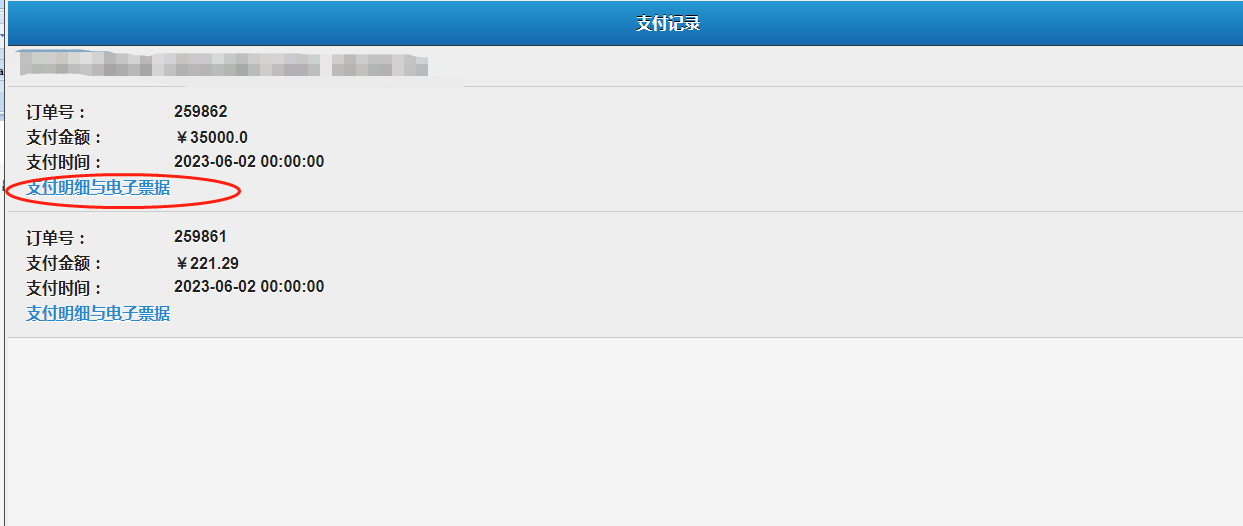 支付记录
订单号： 259862
支付金额： ￥35000.0
支付时间： 2023-06-02 00:00:00
支付明细与电子票据
订单号： 259861
支付金额： ￥221.29
支付时间： 2023-06-02 00:00:00
支付明细与电子票据